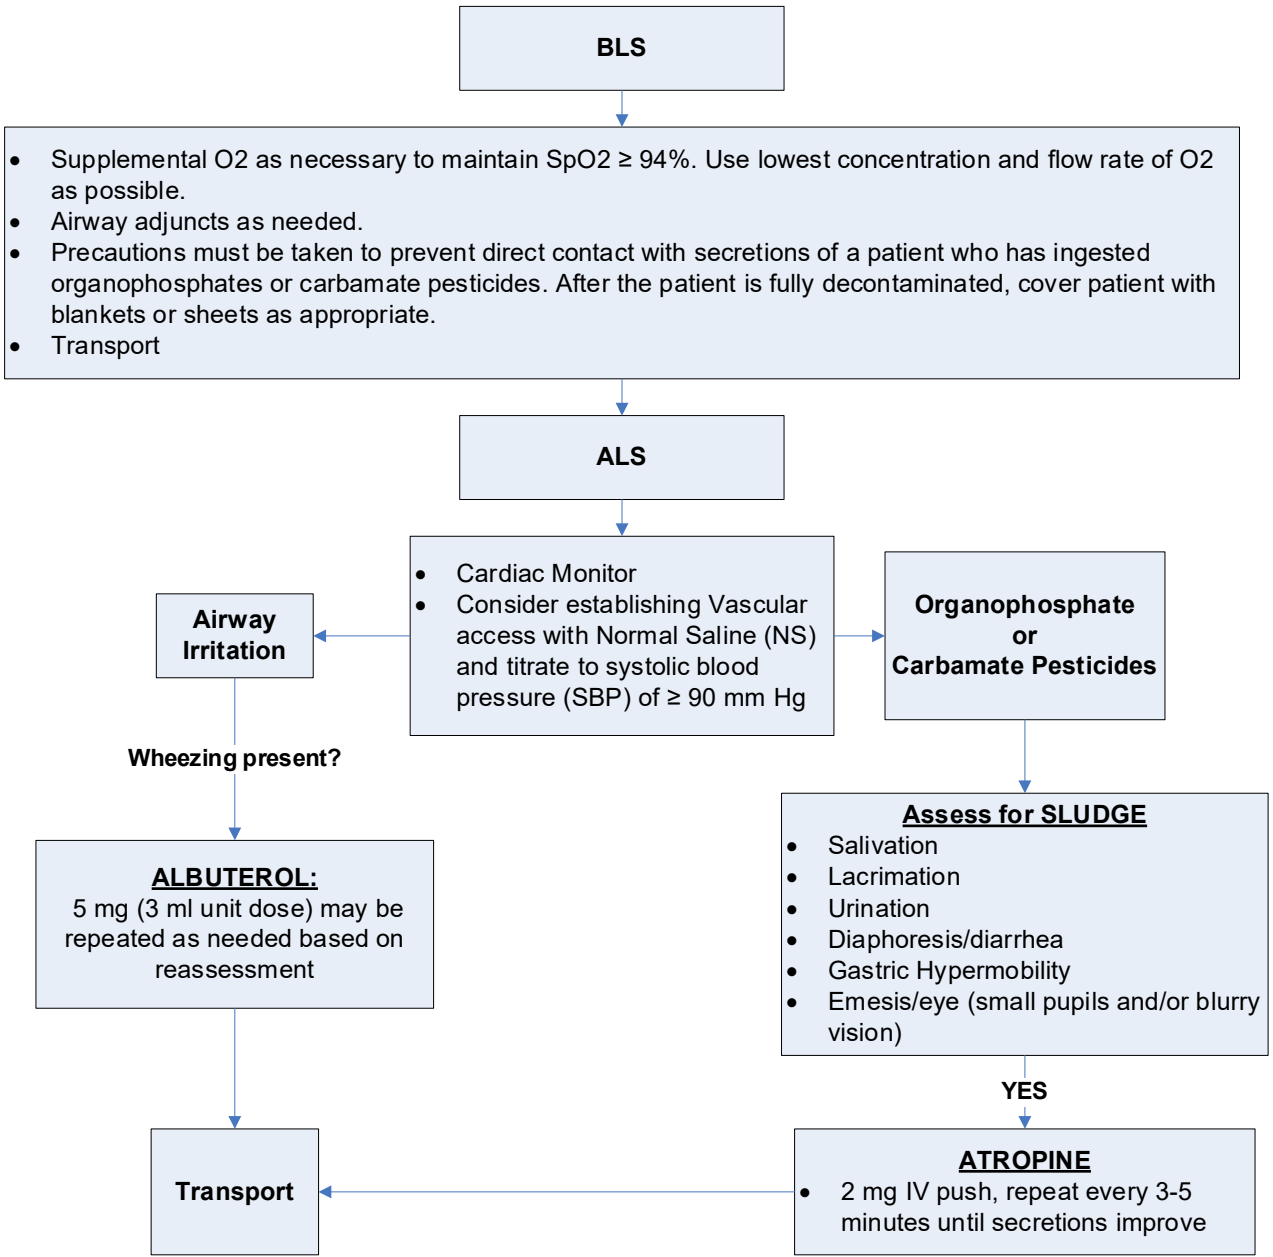 BLS
• Supplemental O2 as necessary to maintain SpO2 ≥ 94%. Use lowest concentration and flow rate of O2
as possible.
• Airway adjuncts as needed.
• Precautions must be taken to prevent direct contact with secretions of a patient who has ingested
organophosphates or carbamate pesticides. After the patient is fully decontaminated, cover patient with
blankets or sheets as appropriate.
• Transport
ALS
• Cardiac Monitor
• Consider establishing Vascular
access with Normal Saline (NS)
and titrate to systolic blood
pressure (SBP) of ≥ 90 mm Hg
Airway
Irritation
Wheezing present?
ALBUTEROL:
5 mg (3 ml unit dose) may be
repeated as needed based on
reassessment
Organophosphate
or
Carbamate Pesticides
Assess for SLUDGE
• Salivation
• Lacrimation
• Urination
• Diaphoresis/diarrhea
• Gastric Hypermobility
• Emesis/eye (small pupils and/or blurry
vision)
YES
ATROPINE
• 2 mg IV push, repeat every 3-5
minutes until secretions improve
Transport